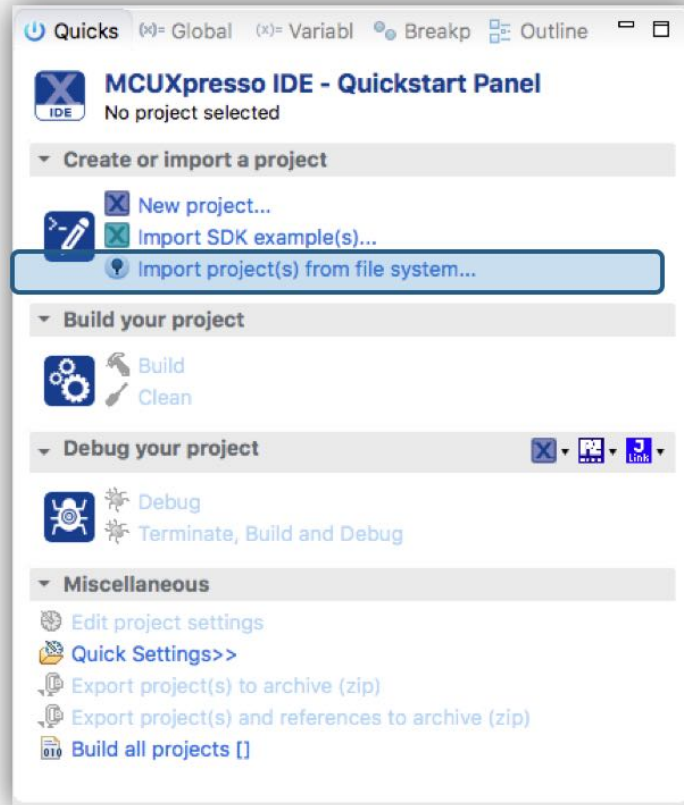 Quicks (x)= Global (x)= Variabl Breakp Outline
MCUXpresso IDE - Quickstart Panel
IDE
No project selected
Create or import a project
New project...
Import SDK example(s)...
Import project(s) from file system...
Build your project
Build
Clean
Debug your project
J Link
Debug
Terminate, Build and Debug
Miscellaneous
Edit project settings
Quick Settings>>
Export project(s) to archive (zip)
Export project(s) and references to archive (zip)
010 Build all projects []